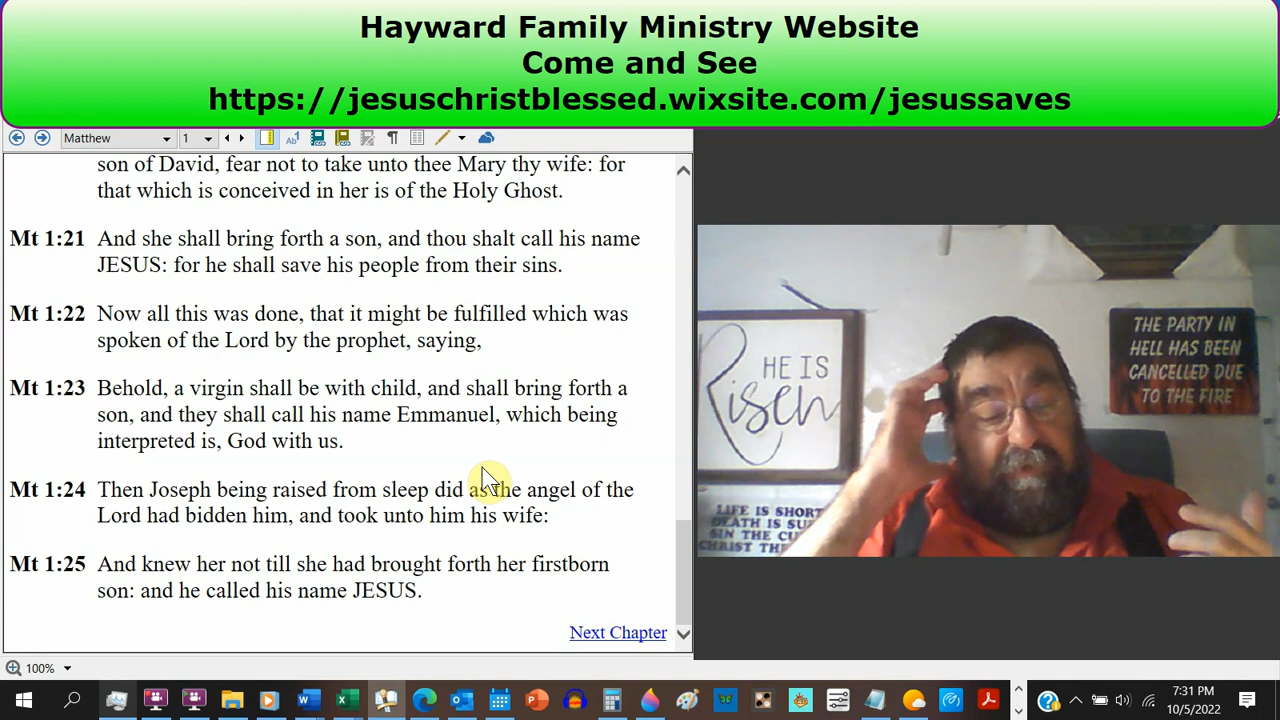 Hayward Family Ministry Website
Come and See
https://jesuschristblessed.wixsite.com/jesussaves
Matthew
1
son of David, fear not to take unto thee Mary thy wife: for
that which is conceived in her is of the Holy Ghost.
Mt 1:21 And she shall bring forth a son, and thou shalt call his name
JESUS: for he shall save his people from their sins.
Mt 1:22 Now all this was done, that it might be fulfilled which was
spoken of the Lord by the prophet, saying,
Mt 1:23 Behold, a virgin shall be with child, and shall bring forth a
son, and they shall call his name Emmanuel, which being
interpreted is, God with us.
Mt 1:24 Then Joseph being raised from sleep did as the angel of the
Lord had bidden him, and took unto him his wife:
Mt 1:25 And knew her not till she had brought forth her firstborn
son: and he called his name JESUS.
Next Chapter
100%
HE IS
Risen
THE PARTY IN
HELL HAS BEEN
CANCELLED DUE
TO THE FIRE
LIFE IS SHORT
DEATH IS
SIN THE
CHRIST
7:31 PM
10/5/2022